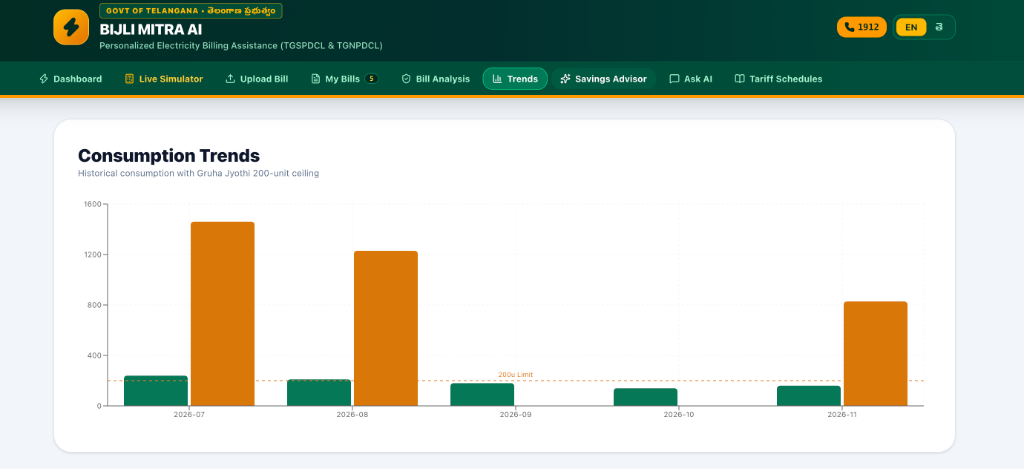 GOVT OF TELANGANA • తెలంగాణ ప్రభుత్వం
BIJLI MITRA AI
Personalized Electricity Billing Assistance (TGSPDCL & TGNPDCL)
1912
EN తె
Dashboard Live Simulator Upload Bill My Bills 5 Bill Analysis Trends Savings Advisor Ask AI Tariff Schedules
Consumption Trends
Historical consumption with Gruha Jyothi 200-unit ceiling
1600
1200
800
400
200u Limit
0
2026-07 2026-08 2026-09 2026-10 2026-11